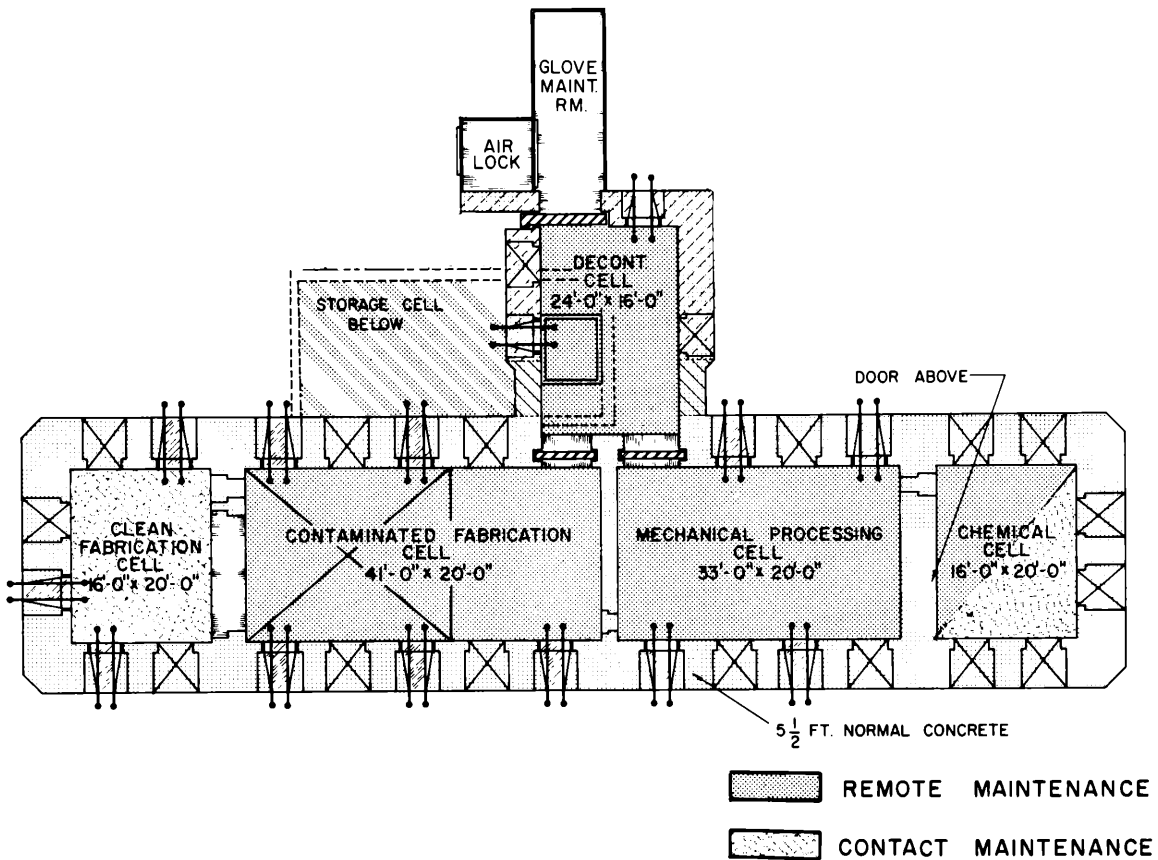 GLOVE
MAINT.
RM.
AIR
LOCK
DECONT.
CELL
24'-0" x 16'-0"
STORAGE CELL
BELOW
DOOR ABOVE
CLEAN
FABRICATION
CELL
16'-0" x 20'-0"
CONTAMINATED FABRICATION
CELL
41'-0" x 20'-0"
MECHANICAL PROCESSING
CELL
33'-0" x 20'-0"
CHEMICAL
CELL
16'-0" x 20'-0"
5 1/2 FT. NORMAL CONCRETE
REMOTE MAINTENANCE
CONTACT MAINTENANCE